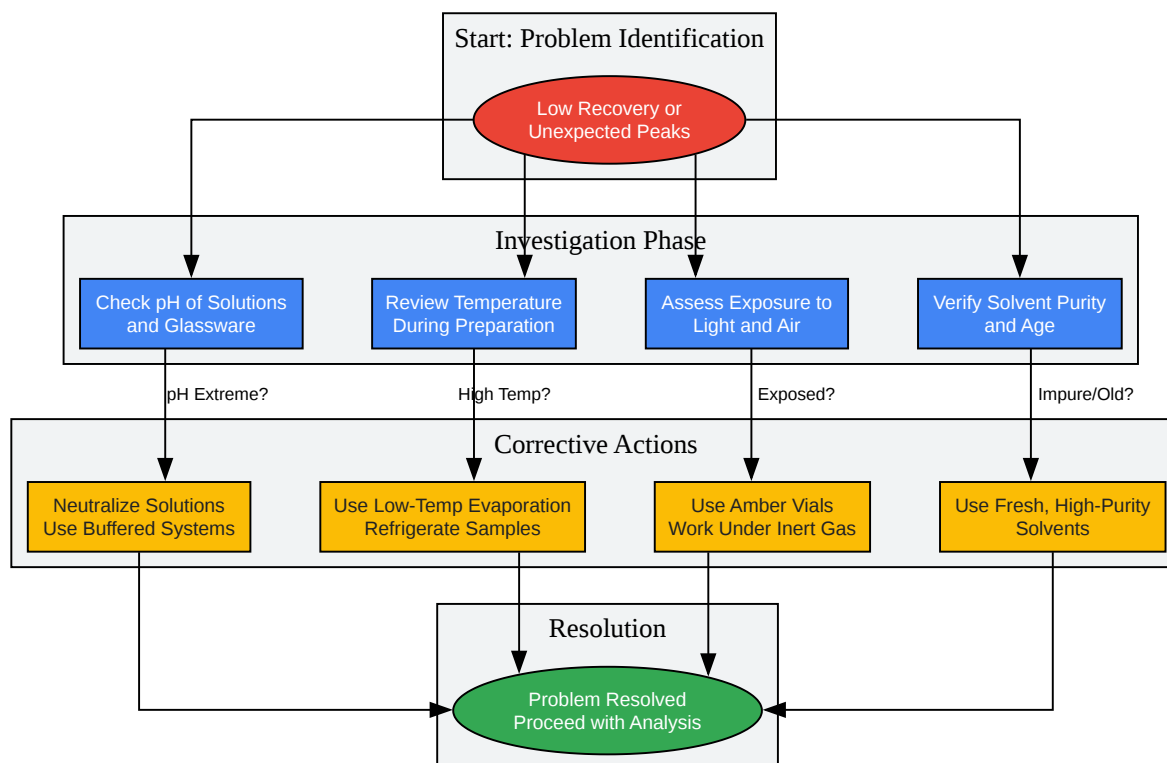 Start: Problem Identification
Low Recovery or
Unexpected Peaks
Investigation Phase
Check pH of Solutions
and Glassware
Review Temperature
During Preparation
Assess Exposure to
Light and Air
Verify Solvent Purity
and Age
pH Extreme?
High Temp?
Exposed?
Impure/Old?
Corrective Actions
Neutralize Solutions
Use Buffered Systems
Use Low-Temp Evaporation
Refrigerate Samples
Use Amber Vials
Work Under Inert Gas
Use Fresh, High-Purity
Solvents
Resolution
Problem Resolved
Proceed with Analysis